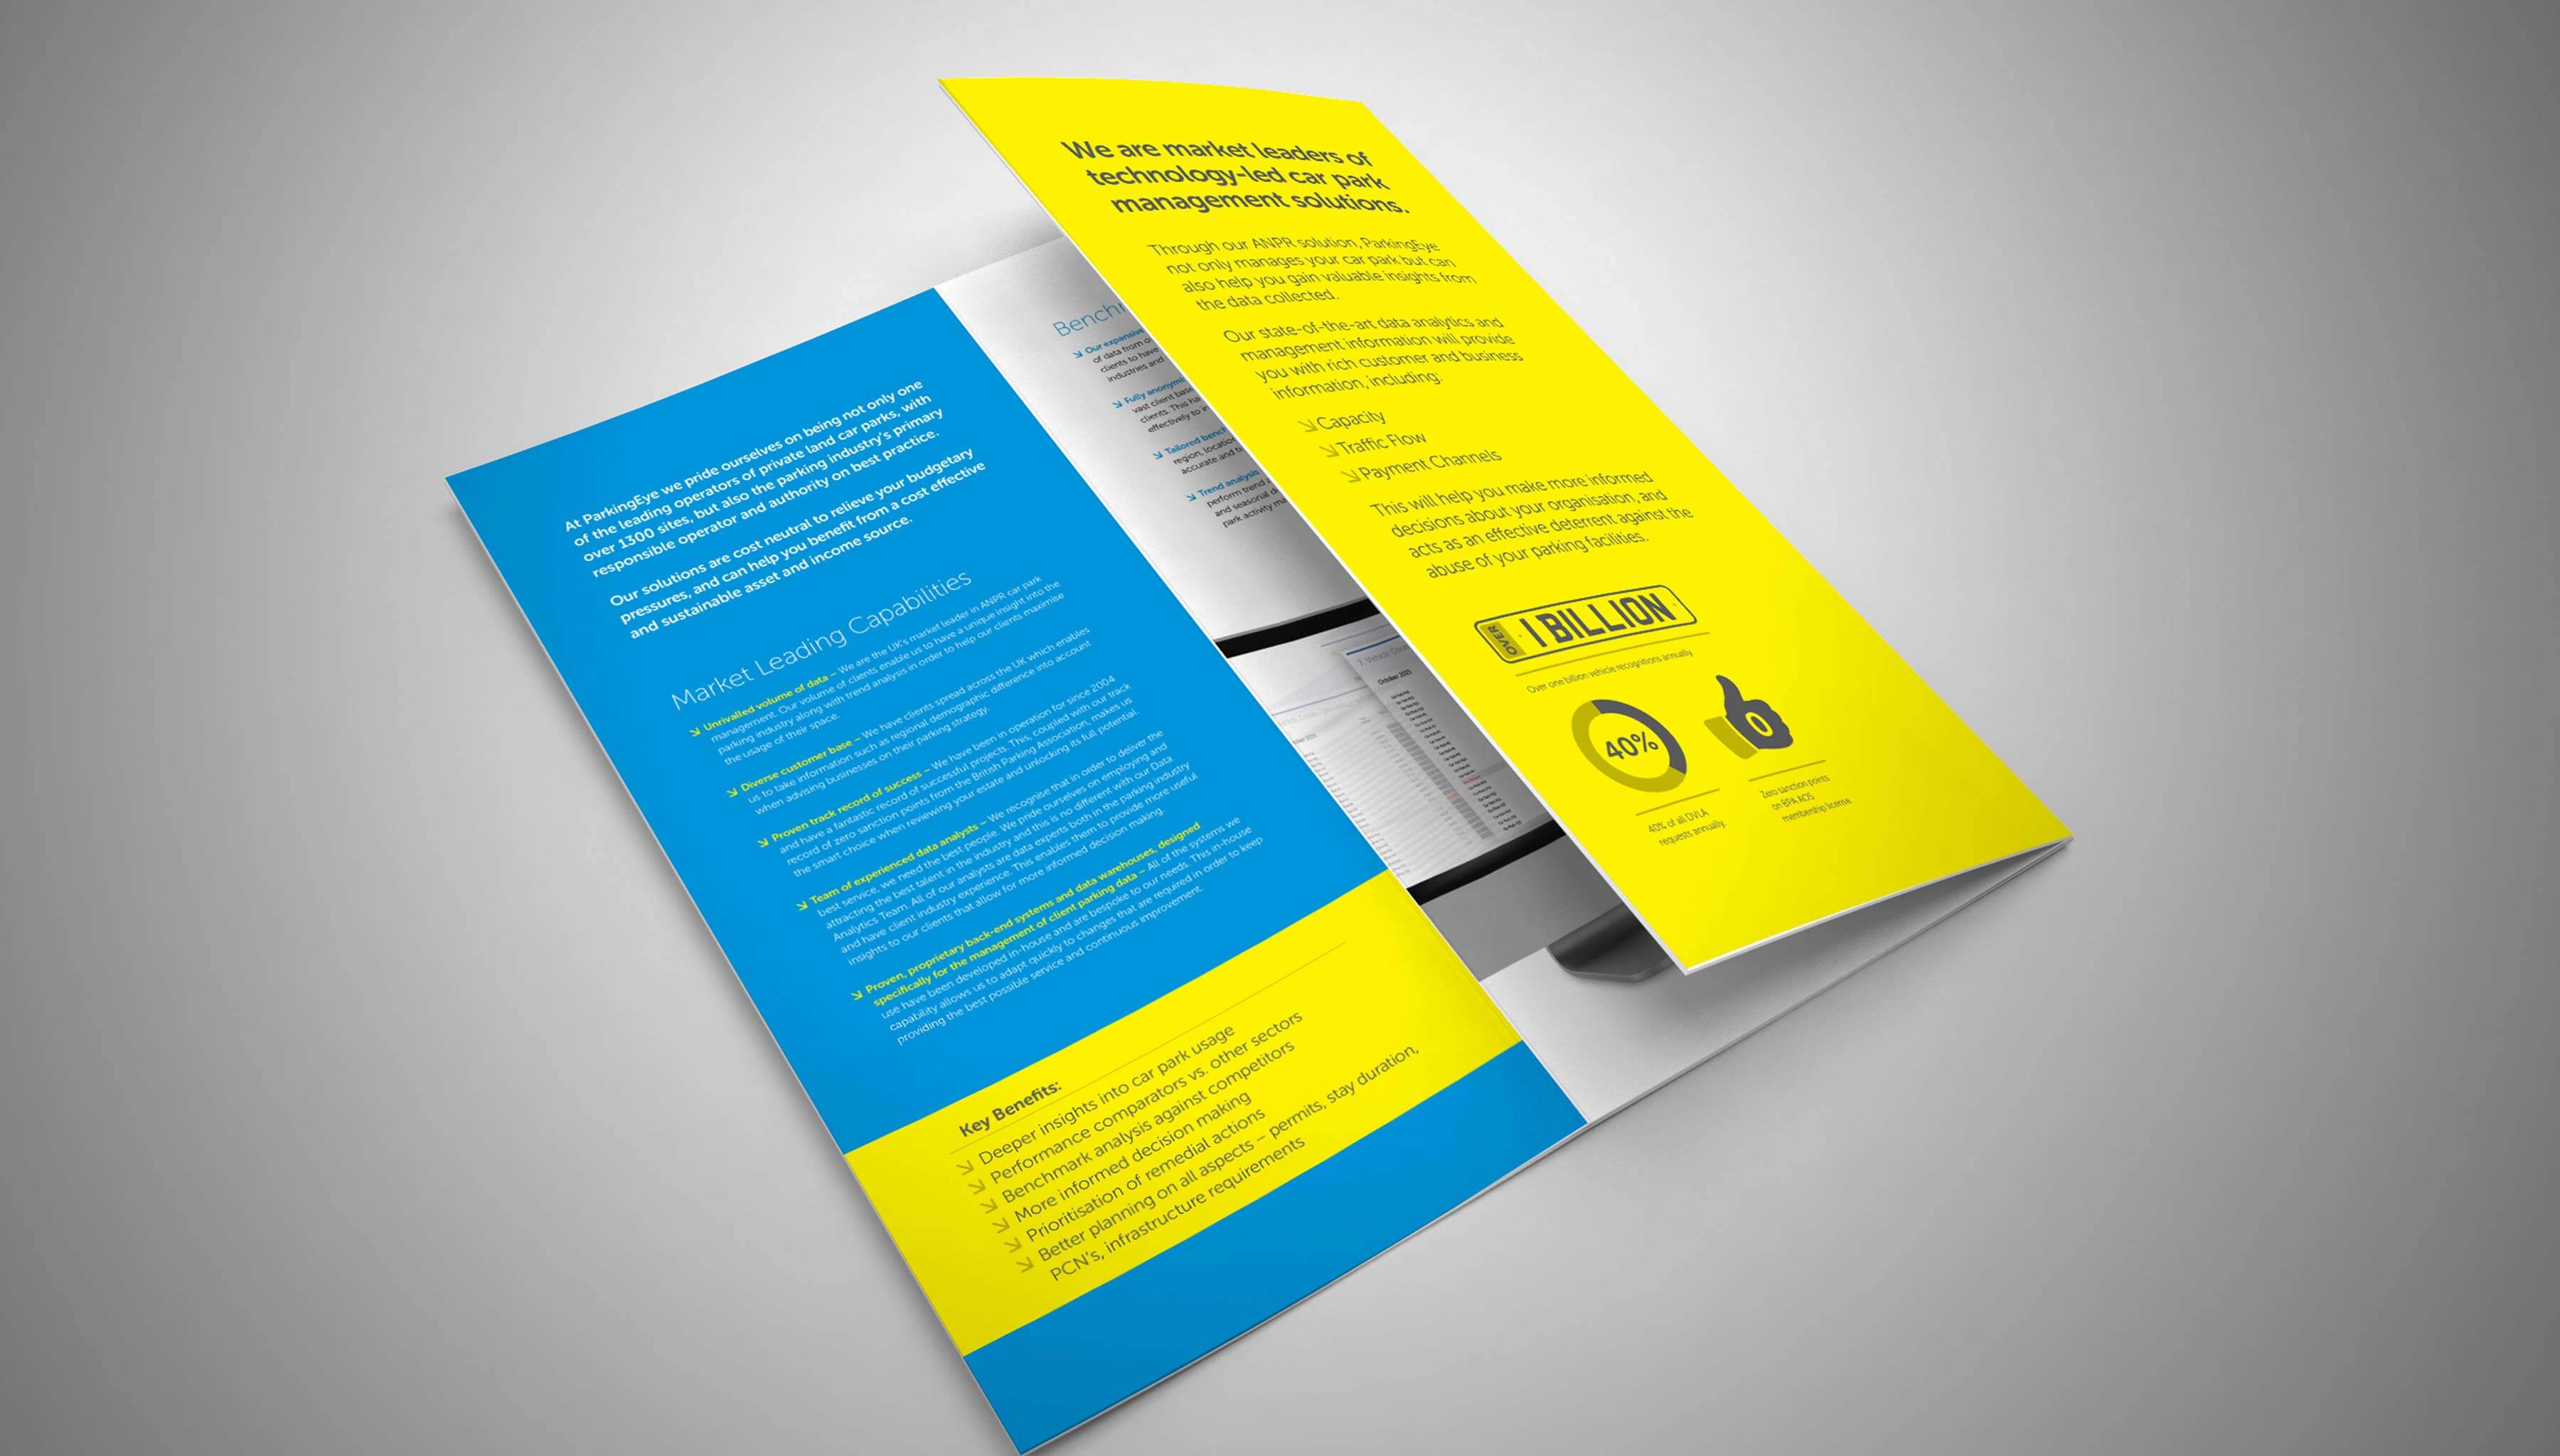 At ParkingEye we pride ourselves on being not only one
of the leading operators of private land car parks, with
over 1300 sites, but also the parking industry's primary
responsible operator and authority on best practice.
Our solutions are cost neutral to relieve your budgetary
pressures, and can help you benefit from a cost effective
and sustainable asset and income source.
Market Leading Capabilities
Unrivalled volume of data – We are the UK's market leader in ANPR car park
management. Our volume of clients enable us to have a unique insight into the
parking industry along with trend analysis in order to help our clients maximise
the usage of their space.
Diverse customer base – We have clients spread across the UK which enables
us to take information such as regional demographic difference into account
when advising businesses on their parking strategy.
Proven track record of success – We have been in operation for since 2004
and have a fantastic record of successful projects. This, coupled with our track
record of zero sanction points from the British Parking Association, makes us
the smart choice when reviewing your estate and unlocking its full potential.
Team of experienced data analysts – We recognise that in order to deliver the
best service, we need the best people. We pride ourselves on employing and
attracting the best talent in the industry and this is no different with our Data
Analytics Team. All of our analysts are data experts both in the parking industry
and have client industry experience. This enables them to provide more useful
insights to our clients that allow for more informed decision making.
Proven, proprietary back-end systems and data warehouses, designed
specifically for the management of client parking data – All of the systems we
use have been developed in-house and are bespoke to our needs. This in-house
capability allows us to adapt quickly to changes that are required in order to keep
providing the best possible service and continuous improvement.
Key Benefits:
Deeper insights into car park usage
Performance comparators vs. other sectors
Benchmark analysis against competitors
More informed decision making
Prioritisation of remedial actions
Better planning on all aspects – permits, stay duration,
PCN's, infrastructure requirements
Our expansive
of data from
clients to have
industries and
vast client base
clients. This
effectively to
Tailored
region,
accurate and
Trend analysis
perform trend
and seasonal
park activity
October 2015
We are market leaders of
technology-led car park
management solutions.
Through our ANPR solution, ParkingEye
not only manages your car park but can
also help you gain valuable insights from
the data collected.
Our state-of-the-art data analytics and
management information will provide
you with rich customer and business
information, including:
Capacity
Traffic Flow
Payment Channels
This will help you make more informed
decisions about your organisation, and
acts as an effective deterrent against the
abuse of your parking facilities.
OVER 1 BILLION
Over one billion vehicle recognitions annually
40%
40% of all DVLA
requests annually.
0
Zero sanction points
on BPA AOS
membership license